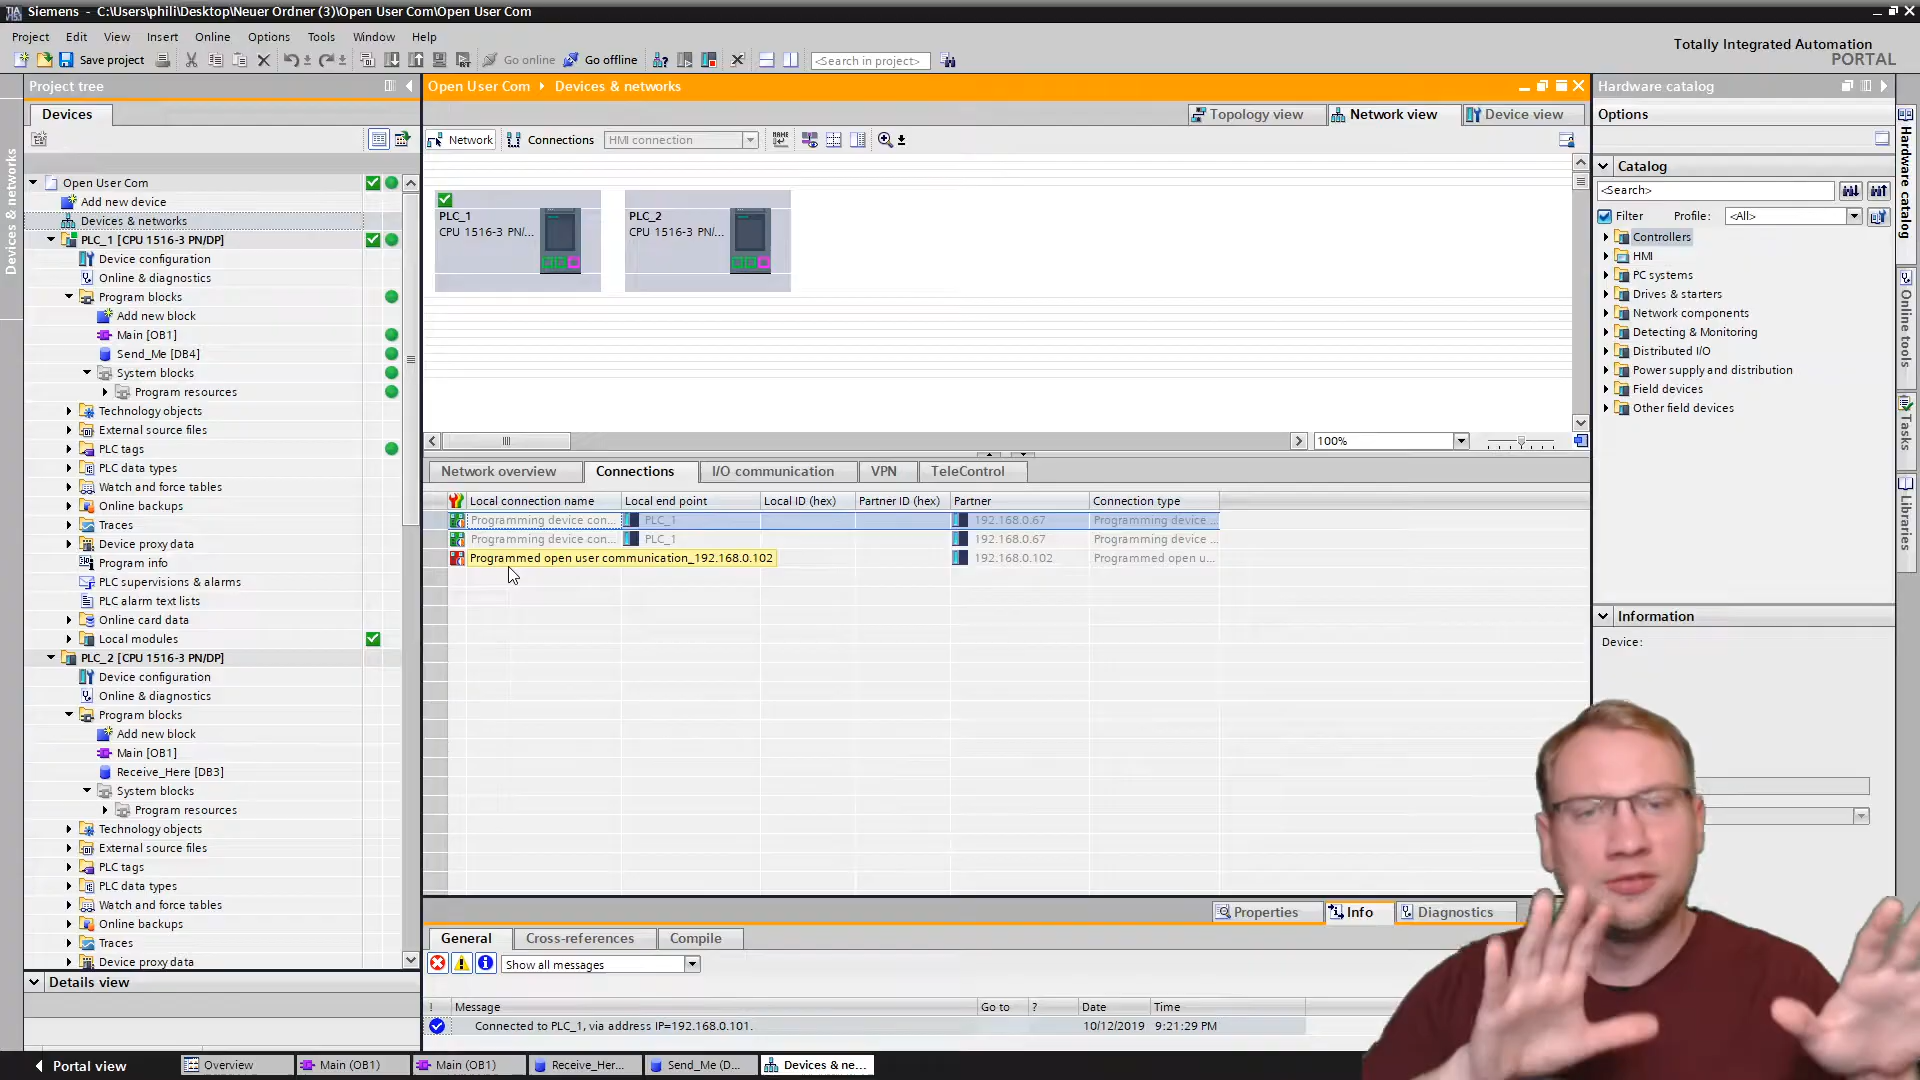 Siemens - C:\Users\phili\Desktop\Neuer Ordner (3)\Open User Com\Open User Com
Project Edit View Insert Online Options Tools Window Help
Totally Integrated Automation
PORTAL
Save project
Go online
Go offline
<Search in project>
Project tree
Open User Com
Devices & networks
Hardware catalog
Devices
Topology view
Network view
Device view
Options
Network
Connections
HMI connection
Catalog
<Search>
Filter
Profile:
<All>
Controllers
HMI
PC systems
Drives & starters
Network components
Detecting & Monitoring
Distributed I/O
Power supply and distribution
Field devices
Other field devices
Information
Device:
Hardware catalog
Online tools
Tasks
Libraries
Devices & networks
Open User Com
Add new device
Devices & networks
PLC_1 [CPU 1516-3 PN/DP]
Device configuration
Online & diagnostics
Program blocks
Add new block
Main [OB1]
Send_Me [DB4]
System blocks
Program resources
Technology objects
External source files
PLC tags
PLC data types
Watch and force tables
Online backups
Traces
Device proxy data
Program info
PLC supervisions & alarms
PLC alarm text lists
Online card data
Local modules
PLC_2 [CPU 1516-3 PN/DP]
Device configuration
Online & diagnostics
Program blocks
Add new block
Main [OB1]
Receive_Here [DB3]
System blocks
Program resources
Technology objects
External source files
PLC tags
PLC data types
Watch and force tables
Online backups
Traces
Device proxy data
Details view
PLC_1
CPU 1516-3 PN/...
PLC_2
CPU 1516-3 PN/...
100%
Network overview
Connections
I/O communication
VPN
TeleControl
Local connection name Local end point Local ID (hex) Partner ID (hex) Partner Connection type
Programming device con... PLC_1 192.168.0.67 Programming device ...
Programming device con... PLC_1 192.168.0.67 Programming device ...
Programmed open user communication_192.168.0.102 192.168.0.102 Programmed open u...
Properties
Info
Diagnostics
General
Cross-references
Compile
Show all messages
! Message Go to ? Date Time
Connected to PLC_1, via address IP=192.168.0.101. 10/12/2019 9:21:29 PM
Portal view
Overview
Main (OB1)
Main (OB1)
Receive_Her...
Send_Me (D...
Devices & ne...